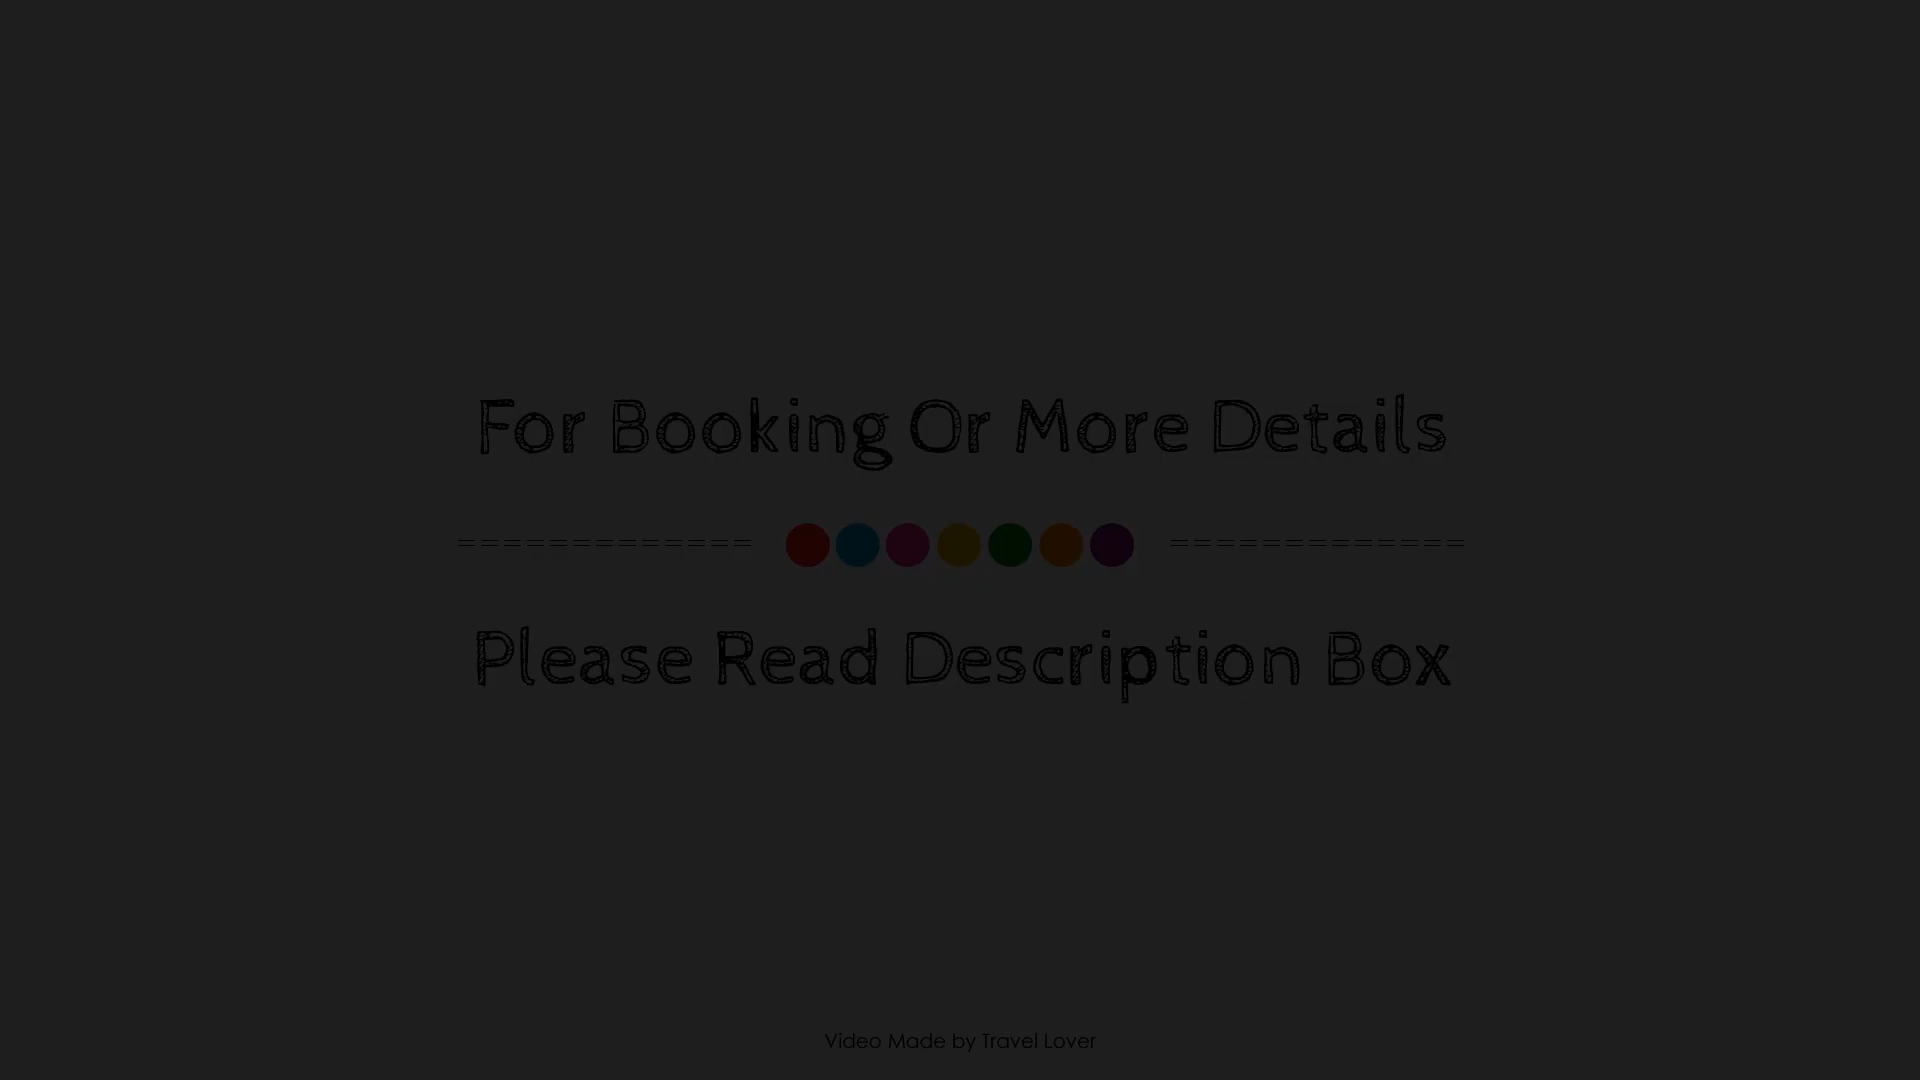 For Booking Or More Details
============= =============
Please Read Description Box
Video Made by Travel Lover